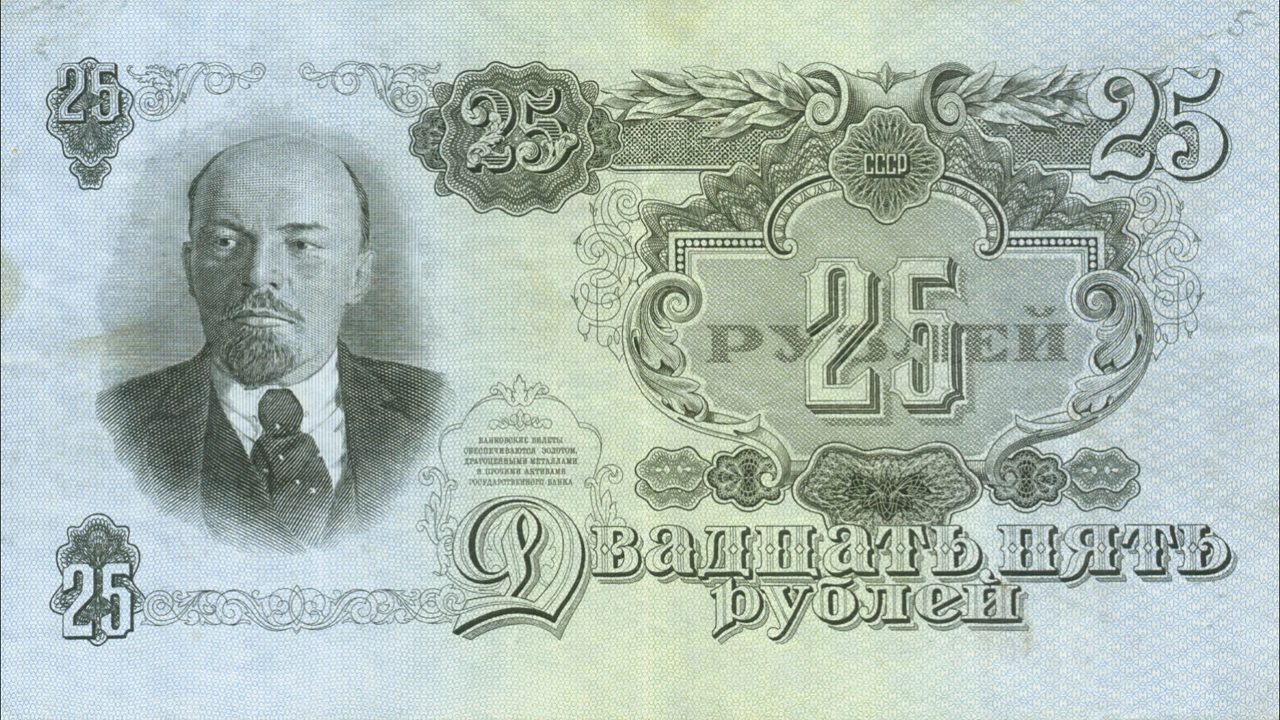 25
25
25
СССР
25
РУБЛЕЙ
БАНКОВСКИЕ БИЛЕТЫ
ОБЕСПЕЧИВАЮТСЯ ЗОЛОТОМ,
ДРАГОЦЕННЫМИ МЕТАЛЛАМИ
И ПРОЧИМИ АКТИВАМИ
ГОСУДАРСТВЕННОГО БАНКА
Двадцать пять
рублей
25